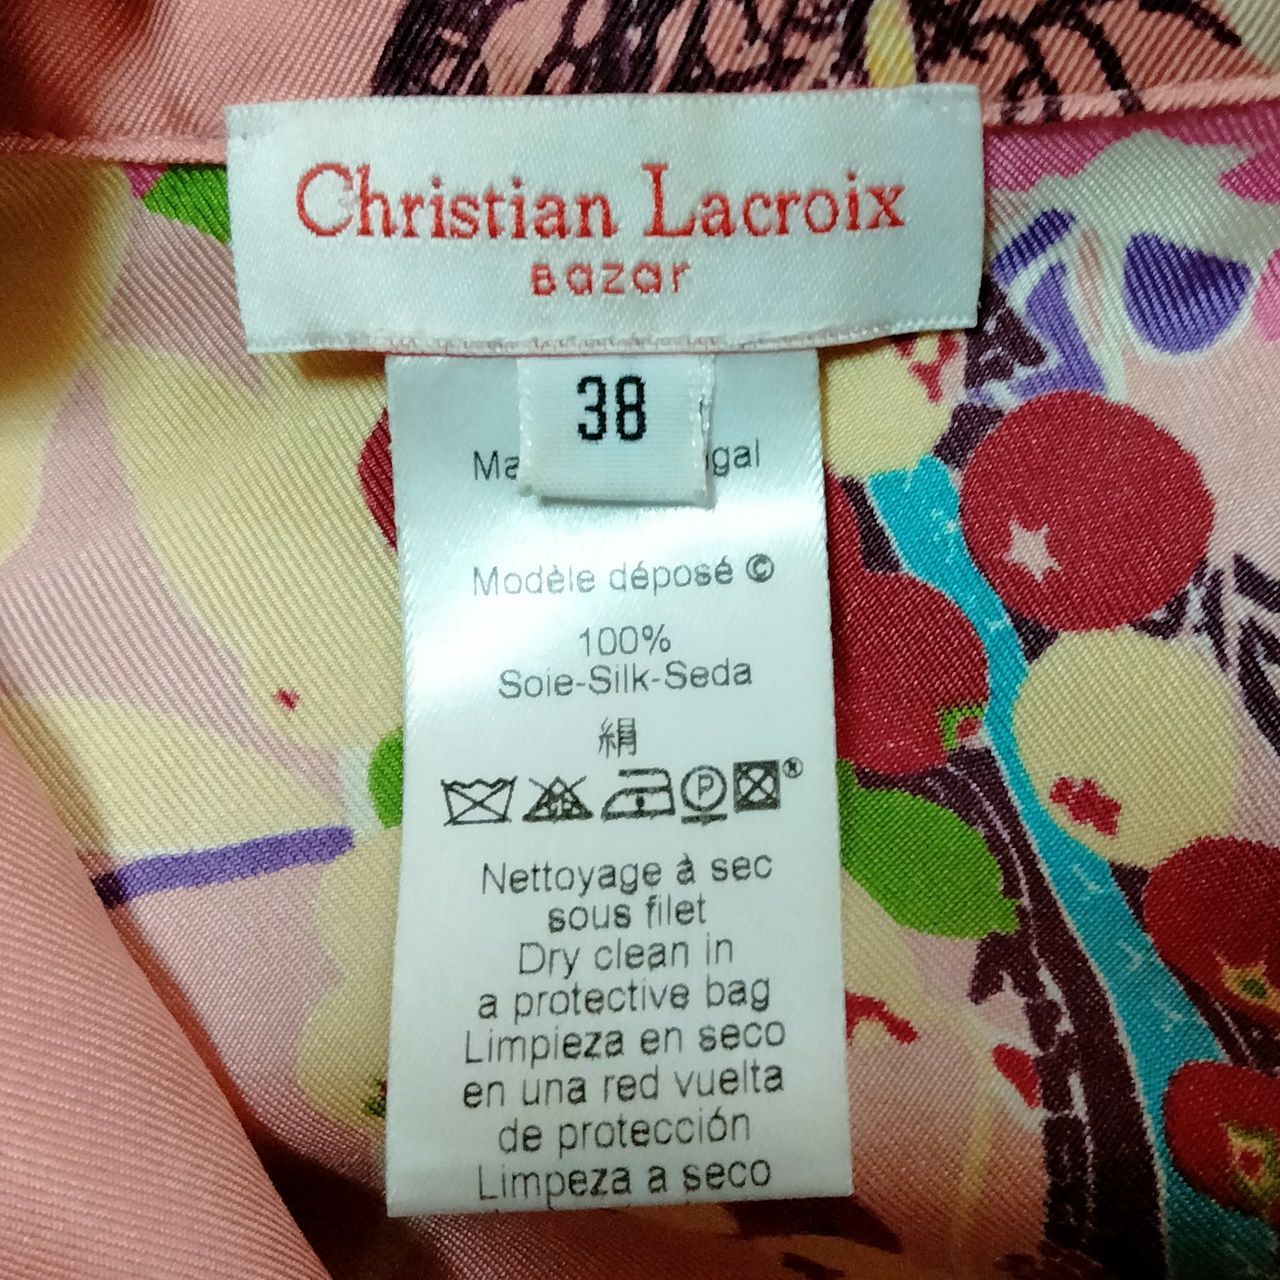 Christian Lacroix
Bazar
38
Modèle déposé ©
100%
Soie-Silk-Seda
絹
P
®
Nettoyage à sec
sous filet
Dry clean in
a protective bag
Limpieza en seco
en una red vuelta
de protección
Limpeza a seco